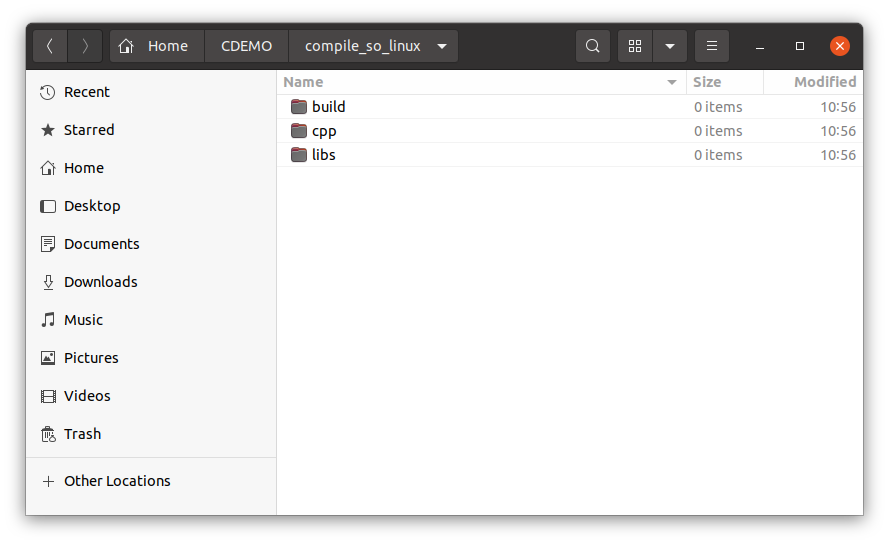 Home CDEMO compile_so_linux
Name Size Modified
Recent
Starred
Home
Desktop
Documents
Downloads
Music
Pictures
Videos
Trash
Other Locations
build 0 items 10:56
cpp 0 items 10:56
libs 0 items 10:56